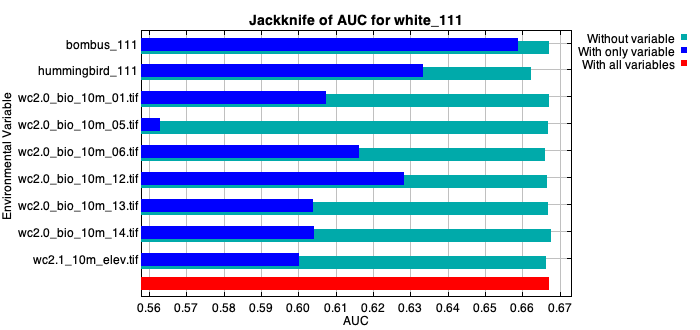 Jackknife of AUC for white_111
Without variable
With only variable
With all variables
Environmental Variable
bombus_111
hummingbird_111
wc2.0_bio_10m_01.tif
wc2.0_bio_10m_05.tif
wc2.0_bio_10m_06.tif
wc2.0_bio_10m_12.tif
wc2.0_bio_10m_13.tif
wc2.0_bio_10m_14.tif
wc2.1_10m_elev.tif
0.56 0.57 0.58 0.59 0.60 0.61 0.62 0.63 0.64 0.65 0.66 0.67
AUC